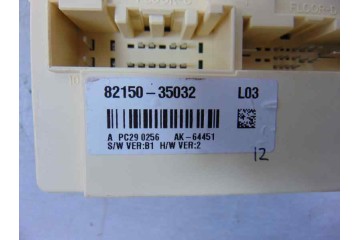 82150-35032 L03
A PC29 0256 AK-64451
S/W VER:B1 H/W VER:2
12